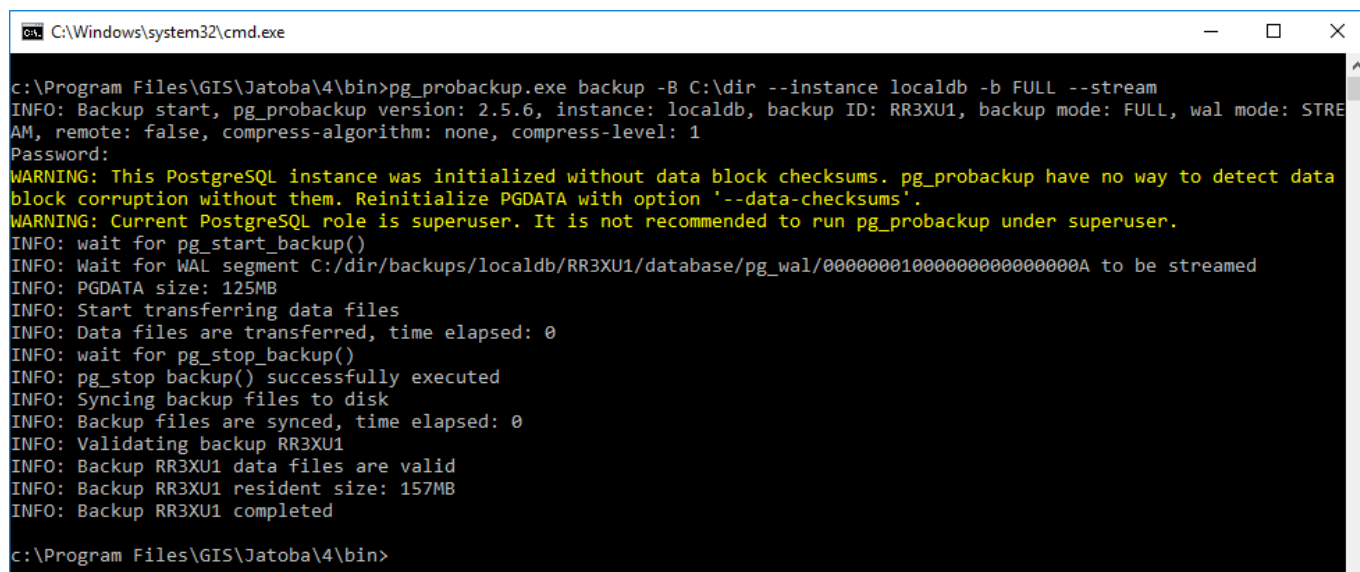 C:\Windows\system32\cmd.exe
c:\Program Files\GIS\Jatoba\4\bin>pg_probackup.exe backup -B C:\dir --instance localdb -b FULL --stream
INFO: Backup start, pg_probackup version: 2.5.6, instance: localdb, backup ID: RR3XU1, backup mode: FULL, wal mode: STRE
AM, remote: false, compress-algorithm: none, compress-level: 1
Password:
WARNING: This PostgreSQL instance was initialized without data block checksums. pg_probackup have no way to detect data
block corruption without them. Reinitialize PGDATA with option '--data-checksums'.
WARNING: Current PostgreSQL role is superuser. It is not recommended to run pg_probackup under superuser.
INFO: wait for pg_start_backup()
INFO: Wait for WAL segment C:/dir/backups/localdb/RR3XU1/database/pg_wal/00000001000000000000000A to be streamed
INFO: PGDATA size: 125MB
INFO: Start transferring data files
INFO: Data files are transferred, time elapsed: 0
INFO: wait for pg_stop_backup()
INFO: pg_stop backup() successfully executed
INFO: Syncing backup files to disk
INFO: Backup files are synced, time elapsed: 0
INFO: Validating backup RR3XU1
INFO: Backup RR3XU1 data files are valid
INFO: Backup RR3XU1 resident size: 157MB
INFO: Backup RR3XU1 completed
c:\Program Files\GIS\Jatoba\4\bin>